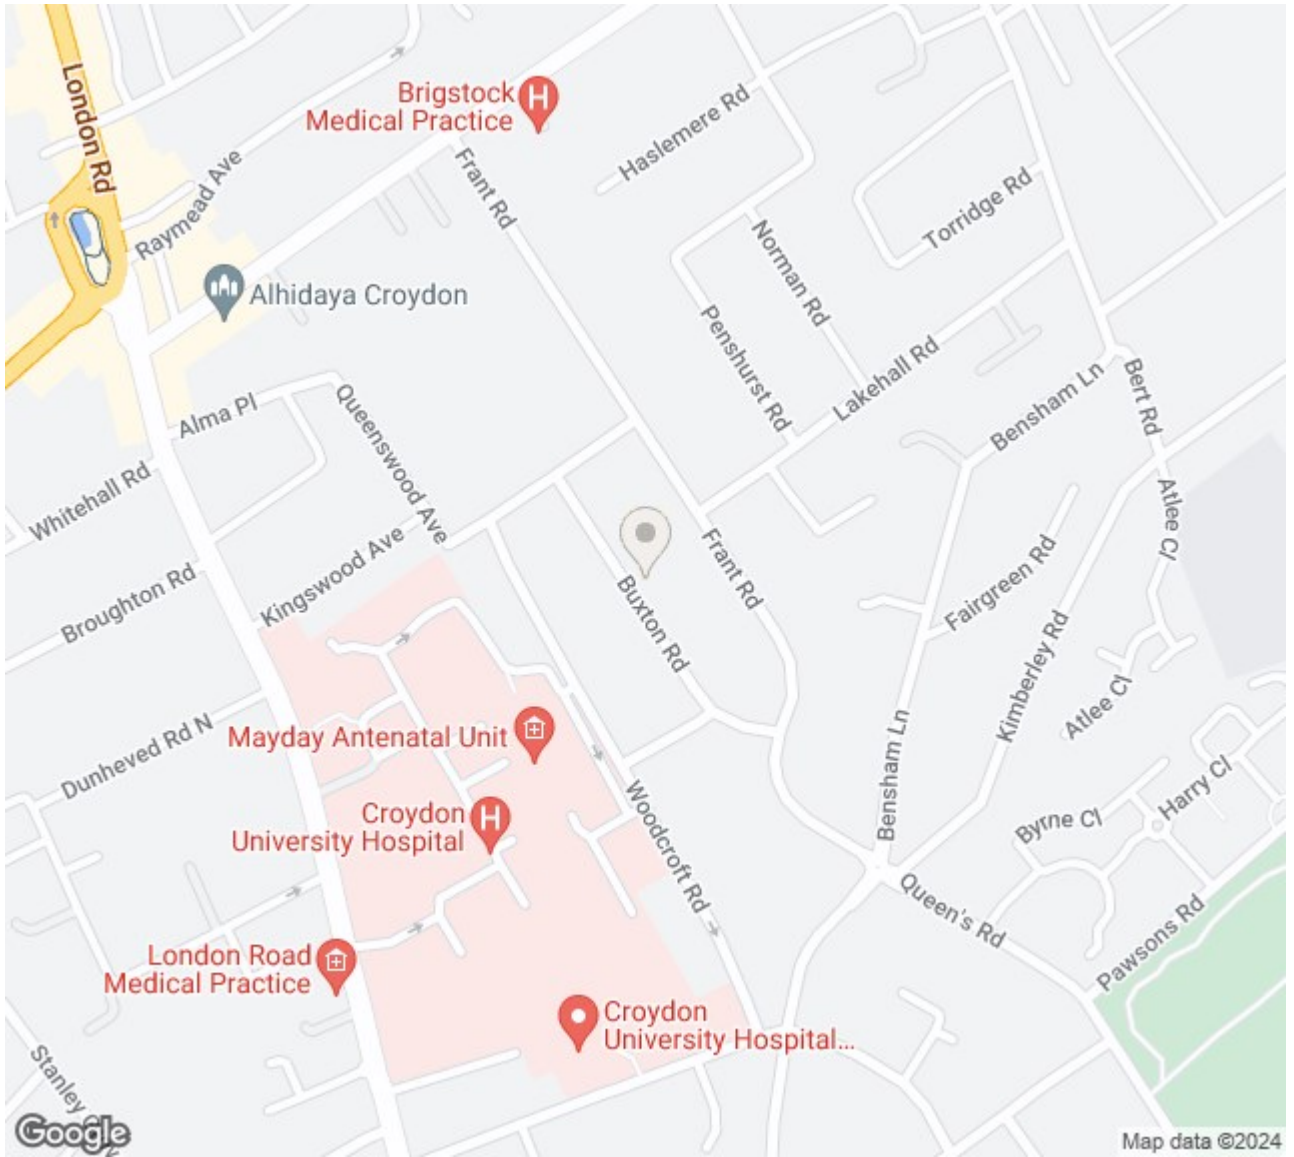 London Rd
Brigstock
Medical Practice
Haslemere Rd
Raymead Ave
Frant Rd
Torridge Rd
Norman Rd
Alhidaya Croydon
Penshurst Rd
Lakehall Rd
Bensham Ln
Bert Rd
Alma Pl
Queenswood Ave
Whitehall Rd
Atlee Cl
Kingswood Ave
Frant Rd
Broughton Rd
Buxton Rd
Fairgreen Rd
Kimberley Rd
Atlee Cl
Dunheved Rd N
Mayday Antenatal Unit
Bensham Ln
Harry Cl
Croydon
University Hospital
Byrne Cl
Woodcroft Rd
Queen's Rd
Pawsons Rd
London Road
Medical Practice
Croydon
University Hospital...
Stanley
Google
Map data ©2024